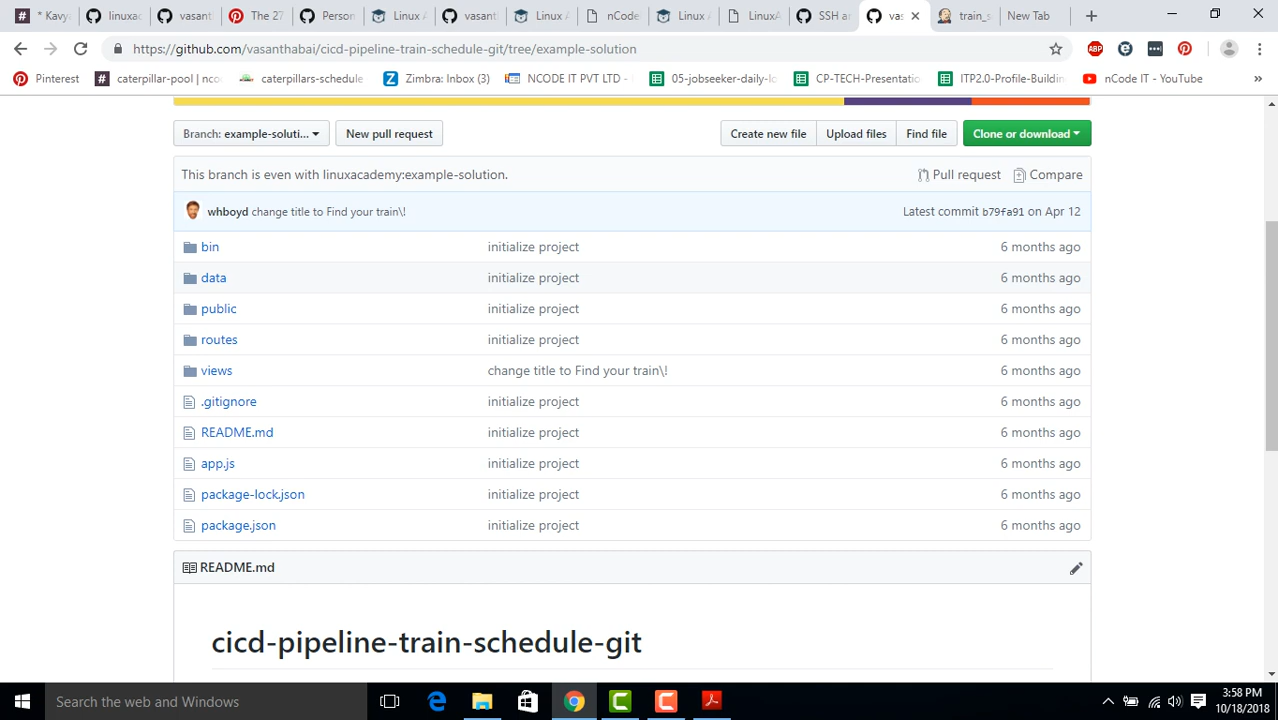 * Kavy linuxac vasant The 27 Person Linux A vasanti Linux A nCode Linux A LinuxA SSH an vas train_s New Tab
https://github.com/vasanthabai/cicd-pipeline-train-schedule-git/tree/example-solution ABP
Pinterest caterpillar-pool | nco caterpillars-schedule Zimbra: Inbox (3) NCODE IT PVT LTD - 05-jobseeker-daily-lo CP-TECH-Presentatio ITP2.0-Profile-Building nCode IT - YouTube »
Branch: example-soluti... New pull request Create new file Upload files Find file Clone or download
This branch is even with linuxacademy:example-solution. Pull request Compare
whboyd change title to Find your train\! Latest commit b79fa91 on Apr 12
bin initialize project 6 months ago
data initialize project 6 months ago
public initialize project 6 months ago
routes initialize project 6 months ago
views change title to Find your train\! 6 months ago
.gitignore initialize project 6 months ago
README.md initialize project 6 months ago
app.js initialize project 6 months ago
package-lock.json initialize project 6 months ago
package.json initialize project 6 months ago
README.md
cicd-pipeline-train-schedule-git
Search the web and Windows 3:58 PM
10/18/2018